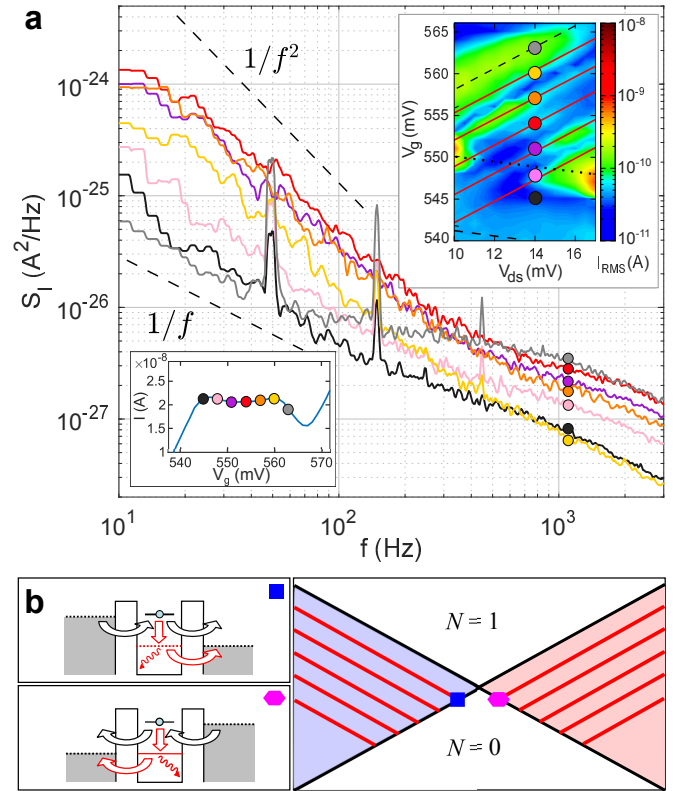 a
1/f²
1/f
S_I (A²/Hz)
10⁻²⁴
10⁻²⁵
10⁻²⁶
10⁻²⁷
10¹
10²
10³
f (Hz)
V_g (mV)
565
560
555
550
545
540
10 12 14 16
V_ds (mV)
10⁻⁸
10⁻⁹
10⁻¹⁰
10⁻¹¹
I_RMS (A)
×10⁻⁸
I (A)
2.5
2
1.5
1
540 550 560 570
V_g (mV)
b
N = 1
N = 0